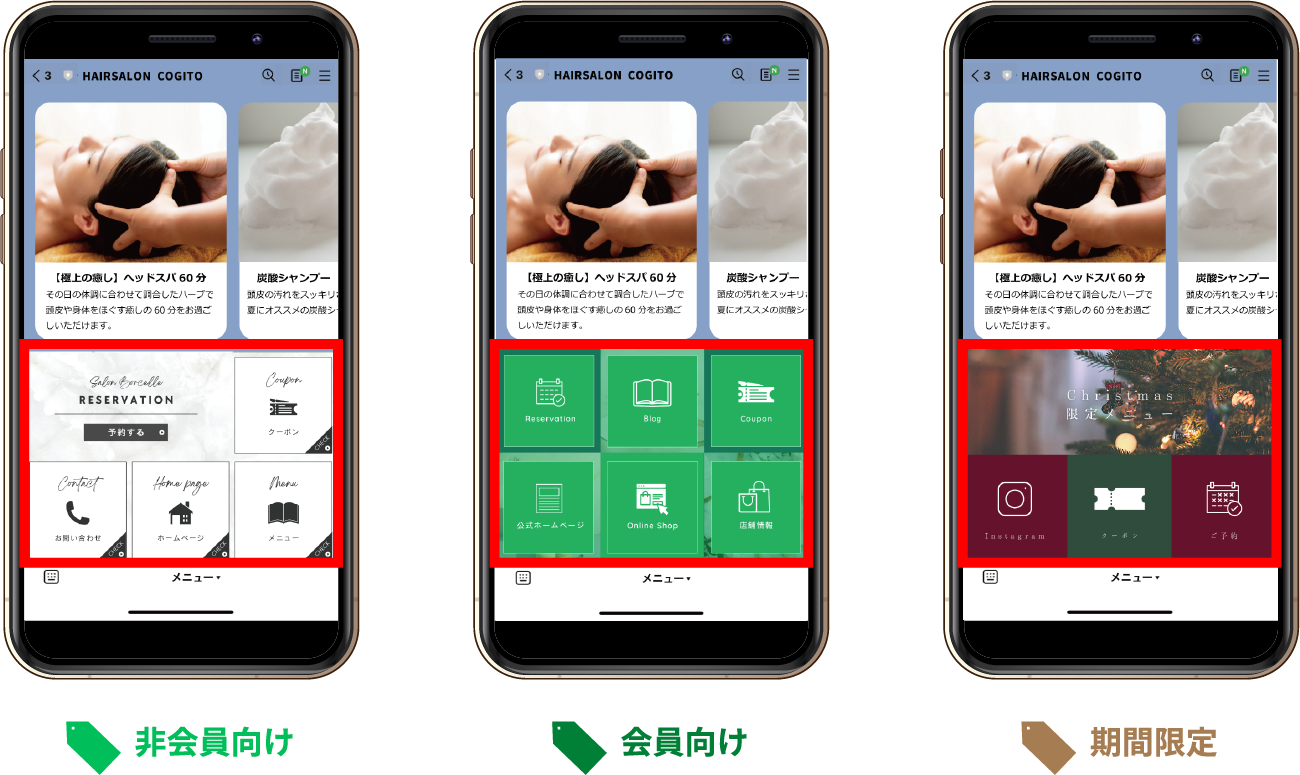 3 HAIRSALON COGITO
N
【極上の癒し】ヘッドスパ 60 分
その日の体調に合わせて調合したハーブで
頭皮や身体をほぐす癒しの 60 分をお過ご
しいただけます。
炭酸シャンプー
頭皮の汚れをスッキリ
夏にオススメの炭酸シ
Salon Borcelle
RESERVATION
予約する
Coupon
クーポン
CHECK
Contact
お問い合わせ
CHECK
Home page
ホームページ
CHECK
Menu
メニュー
CHECK
メニュー▾
非会員向け
3 HAIRSALON COGITO
N
【極上の癒し】ヘッドスパ 60 分
その日の体調に合わせて調合したハーブで
頭皮や身体をほぐす癒しの 60 分をお過ご
しいただけます。
炭酸シャンプー
頭皮の汚れをスッキリ
夏にオススメの炭酸シ
Reservation
Blog
Coupon
公式ホームページ
Online Shop
店舗情報
メニュー▾
会員向け
3 HAIRSALON COGITO
N
【極上の癒し】ヘッドスパ 60 分
その日の体調に合わせて調合したハーブで
頭皮や身体をほぐす癒しの 60 分をお過ご
しいただけます。
炭酸シャンプー
頭皮の汚れをスッキリ
夏にオススメの炭酸シ
Christmas
限定メニュー
Instagram
クーポン
ご予約
メニュー▾
期間限定